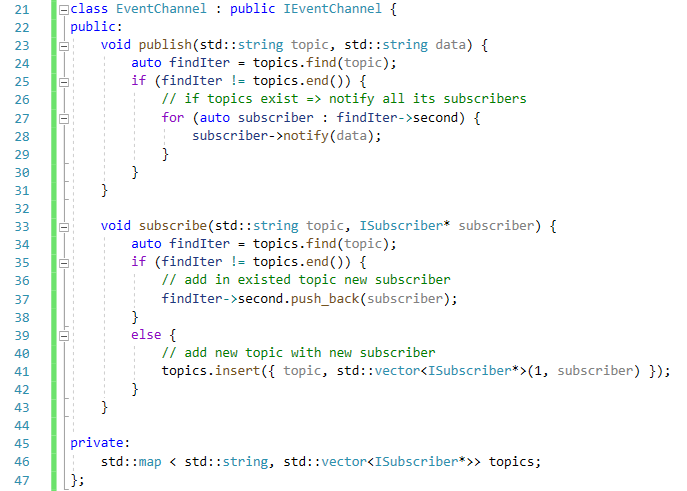 21 class EventChannel : public IEventChannel {
22 public:
23     void publish(std::string topic, std::string data) {
24         auto findIter = topics.find(topic);
25         if (findIter != topics.end()) {
26             // if topics exist => notify all its subscribers
27             for (auto subscriber : findIter->second) {
28                 subscriber->notify(data);
29             }
30         }
31     }
32
33     void subscribe(std::string topic, ISubscriber* subscriber) {
34         auto findIter = topics.find(topic);
35         if (findIter != topics.end()) {
36             // add in existed topic new subscriber
37             findIter->second.push_back(subscriber);
38         }
39         else {
40             // add new topic with new subscriber
41             topics.insert({ topic, std::vector<ISubscriber*>(1, subscriber) });
42         }
43     }
44
45 private:
46     std::map < std::string, std::vector<ISubscriber*>> topics;
47 };